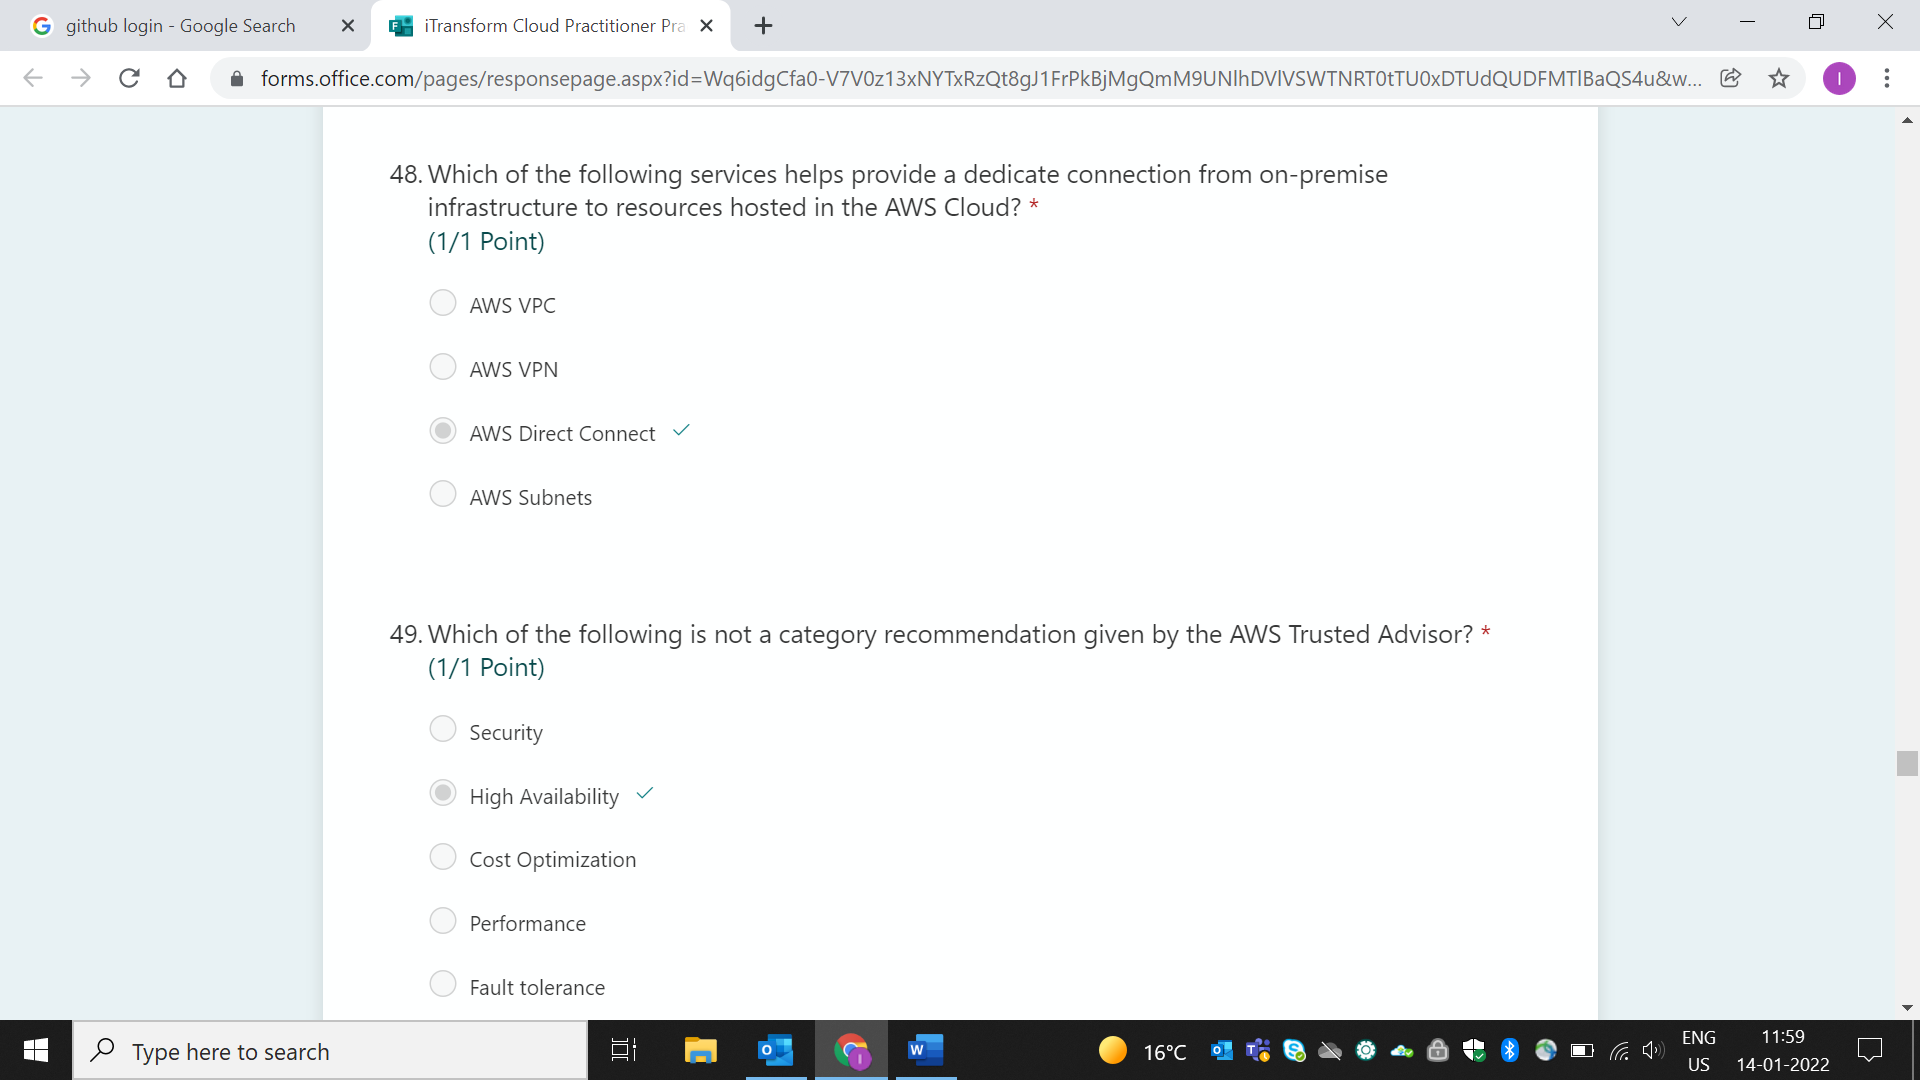 github login - Google Search
iTransform Cloud Practitioner Pra
forms.office.com/pages/responsepage.aspx?id=Wq6idgCfa0-V7V0z13xNYTxRzQt8gJ1FrPkBjMgQmM9UNlhDVlVSWTNRT0tTU0xDTUdQUDFMTlBaQS4u&w...
I
48. Which of the following services helps provide a dedicate connection from on-premise
infrastructure to resources hosted in the AWS Cloud? *
(1/1 Point)
AWS VPC
AWS VPN
AWS Direct Connect
AWS Subnets
49. Which of the following is not a category recommendation given by the AWS Trusted Advisor? *
(1/1 Point)
Security
High Availability
Cost Optimization
Performance
Fault tolerance
Type here to search
16°C
ENG
US
11:59
14-01-2022